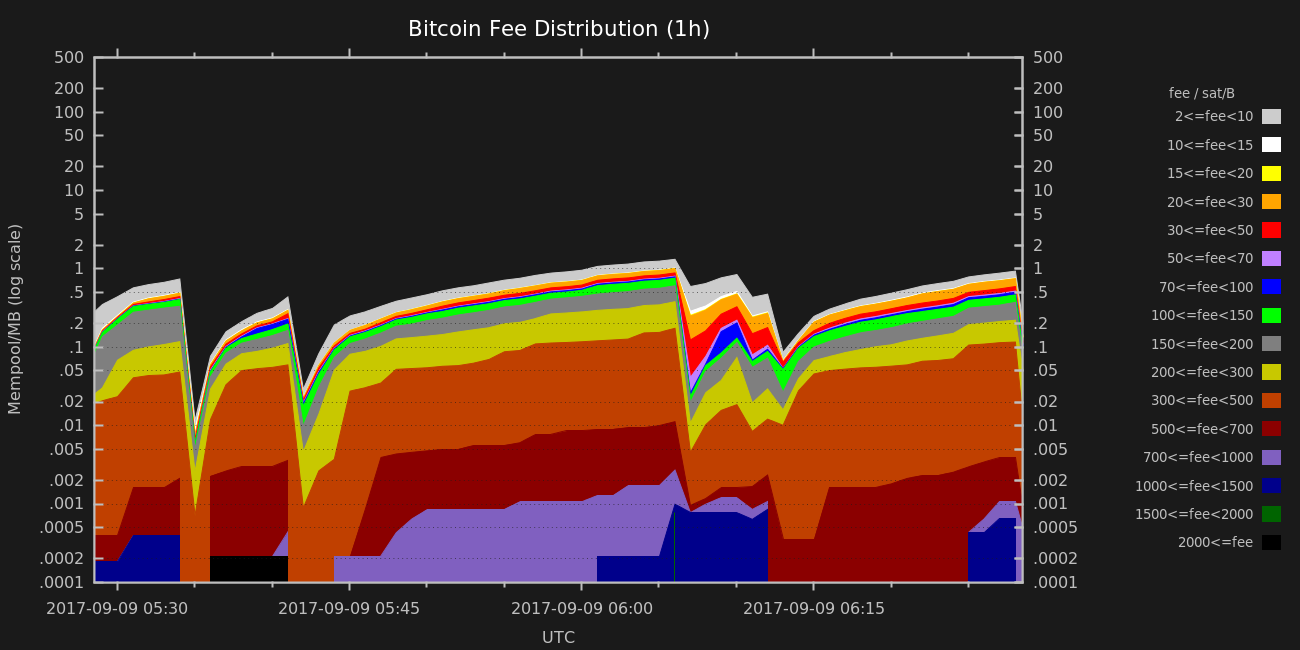 Bitcoin Fee Distribution (1h)
500 500
200 200
100 100
50 50
20 20
10 10
5 5
2 2
1 1
.5 .5
.2 .2
.1 .1
.05 .05
.02 .02
.01 .01
.005 .005
.002 .002
.001 .001
.0005 .0005
.0002 .0002
.0001 .0001
Mempool/MB (log scale)
2017-09-09 05:30 2017-09-09 05:45 2017-09-09 06:00 2017-09-09 06:15
UTC
fee / sat/B
2<=fee<10
10<=fee<15
15<=fee<20
20<=fee<30
30<=fee<50
50<=fee<70
70<=fee<100
100<=fee<150
150<=fee<200
200<=fee<300
300<=fee<500
500<=fee<700
700<=fee<1000
1000<=fee<1500
1500<=fee<2000
2000<=fee